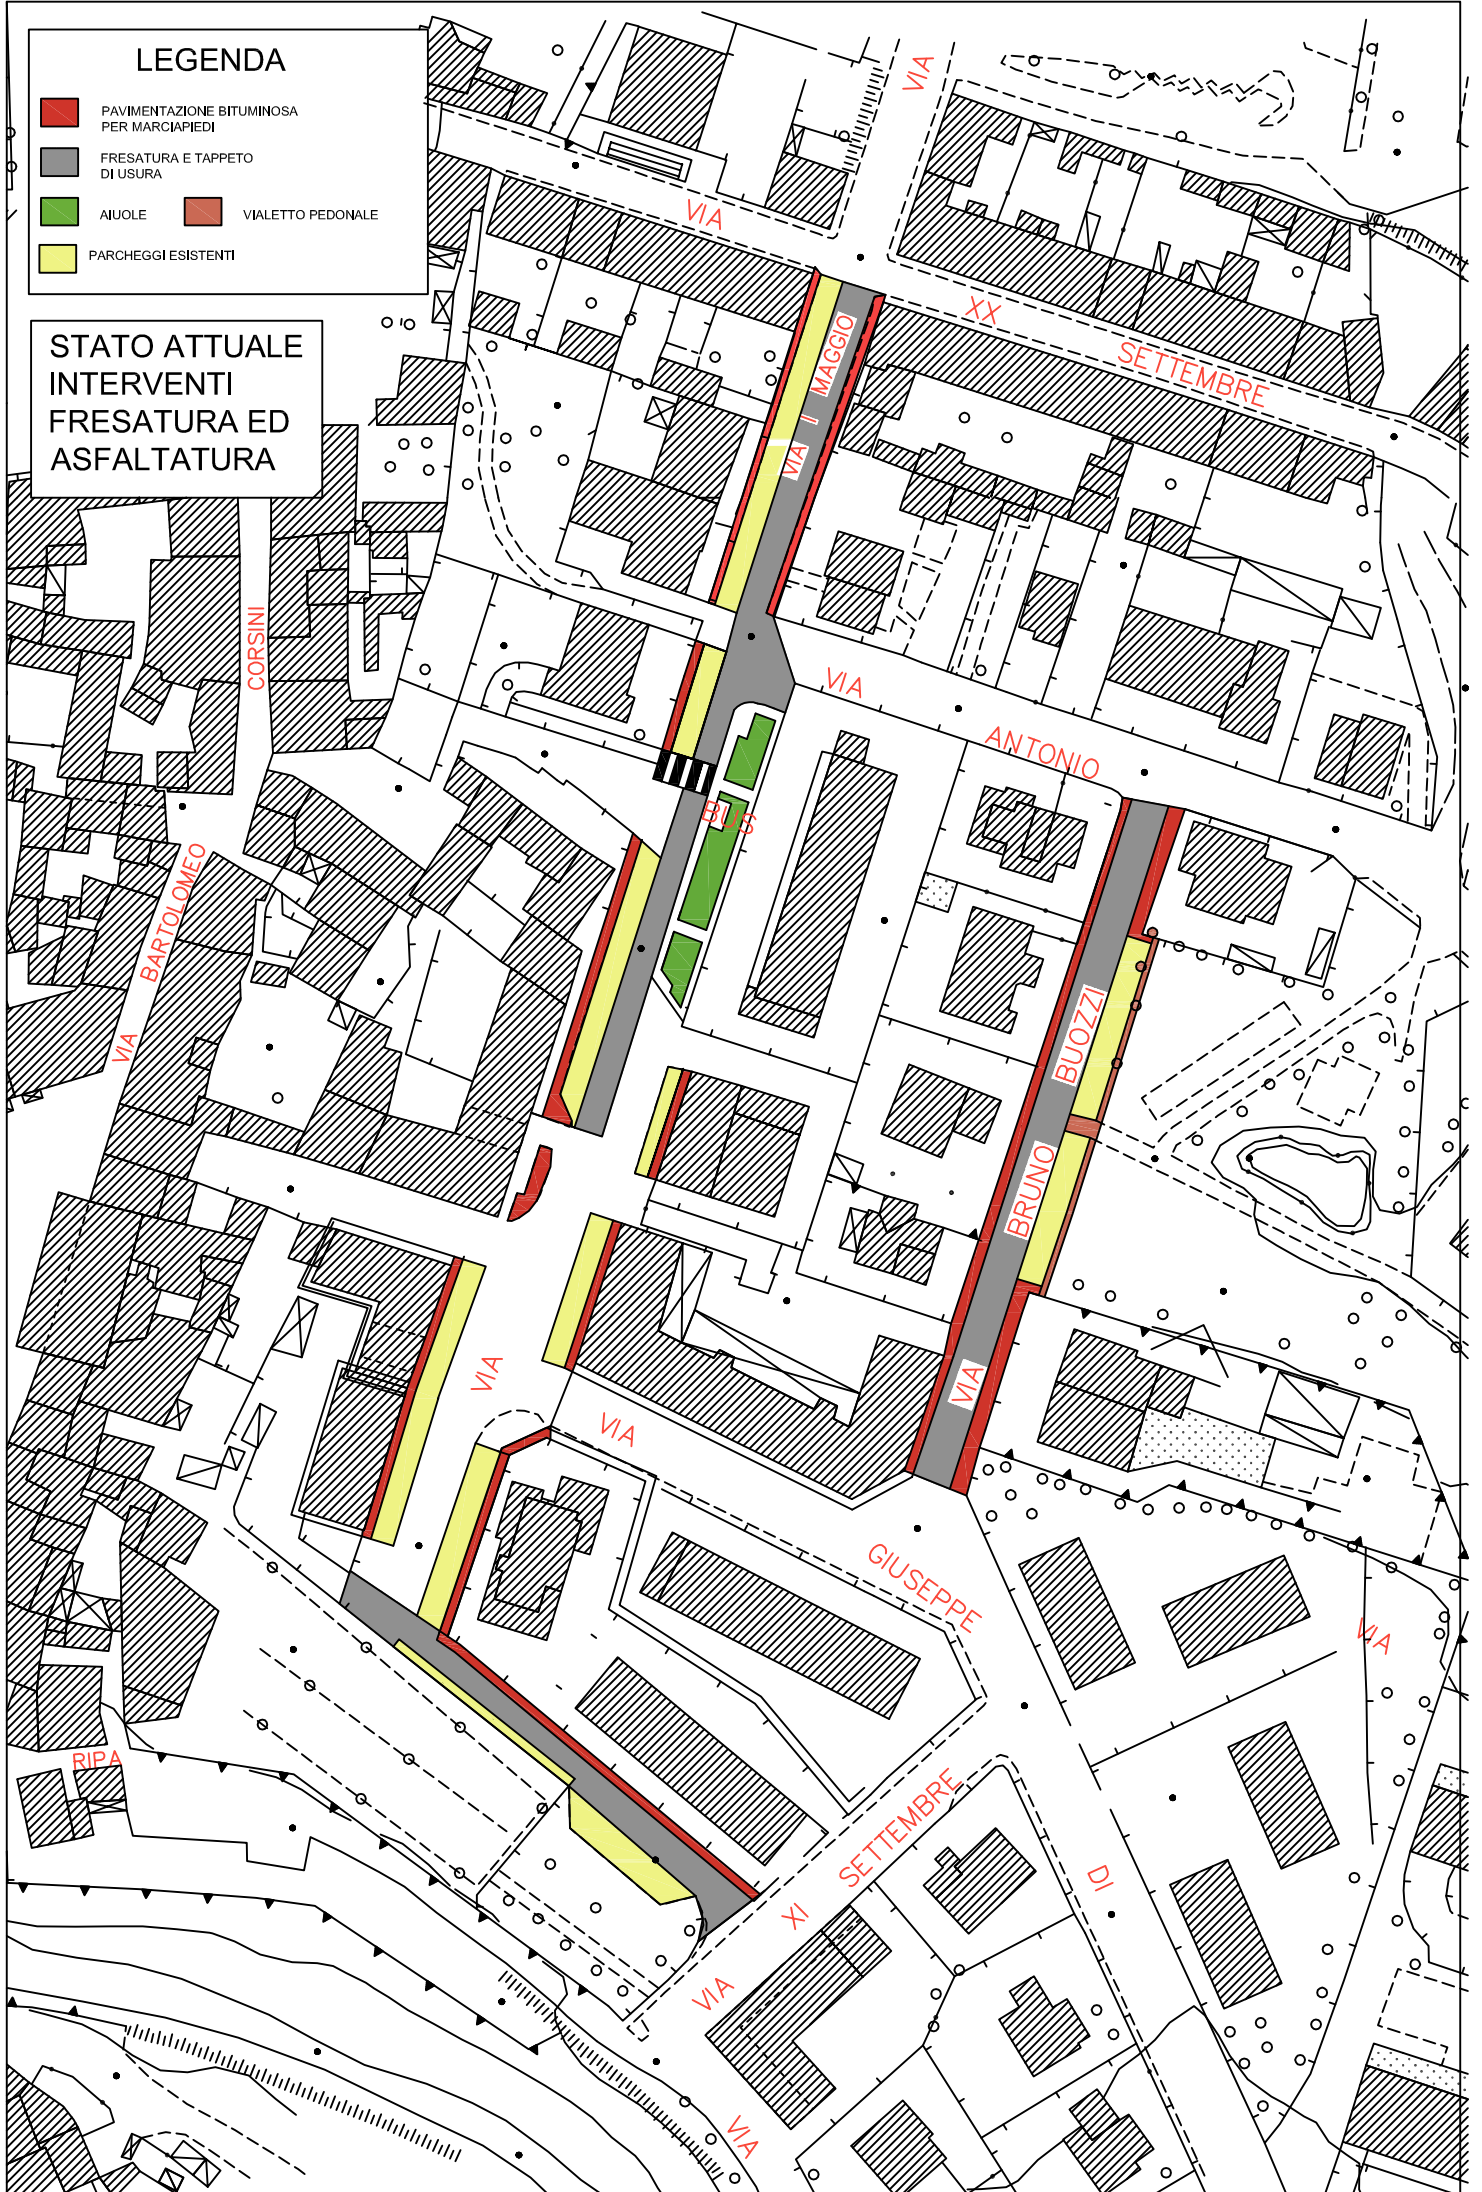 LEGENDA
PAVIMENTAZIONE BITUMINOSA
PER MARCIAPIEDI
FRESATURA E TAPPETO
DI USURA
AIUOLE
VIALETTO PEDONALE
PARCHEGGI ESISTENTI
STATO ATTUALE
INTERVENTI
FRESATURA ED
ASFALTATURA
VIA
VIA
XX
SETTEMBRE
VIA I MAGGIO
CORSINI
VIA
ANTONIO
BUS
VIA
BARTOLOMEO
VIA BRUNO BUOZZI
VIA
VIA
GIUSEPPE
VIA
RIPA
VIA XI SETTEMBRE
DI
VIA